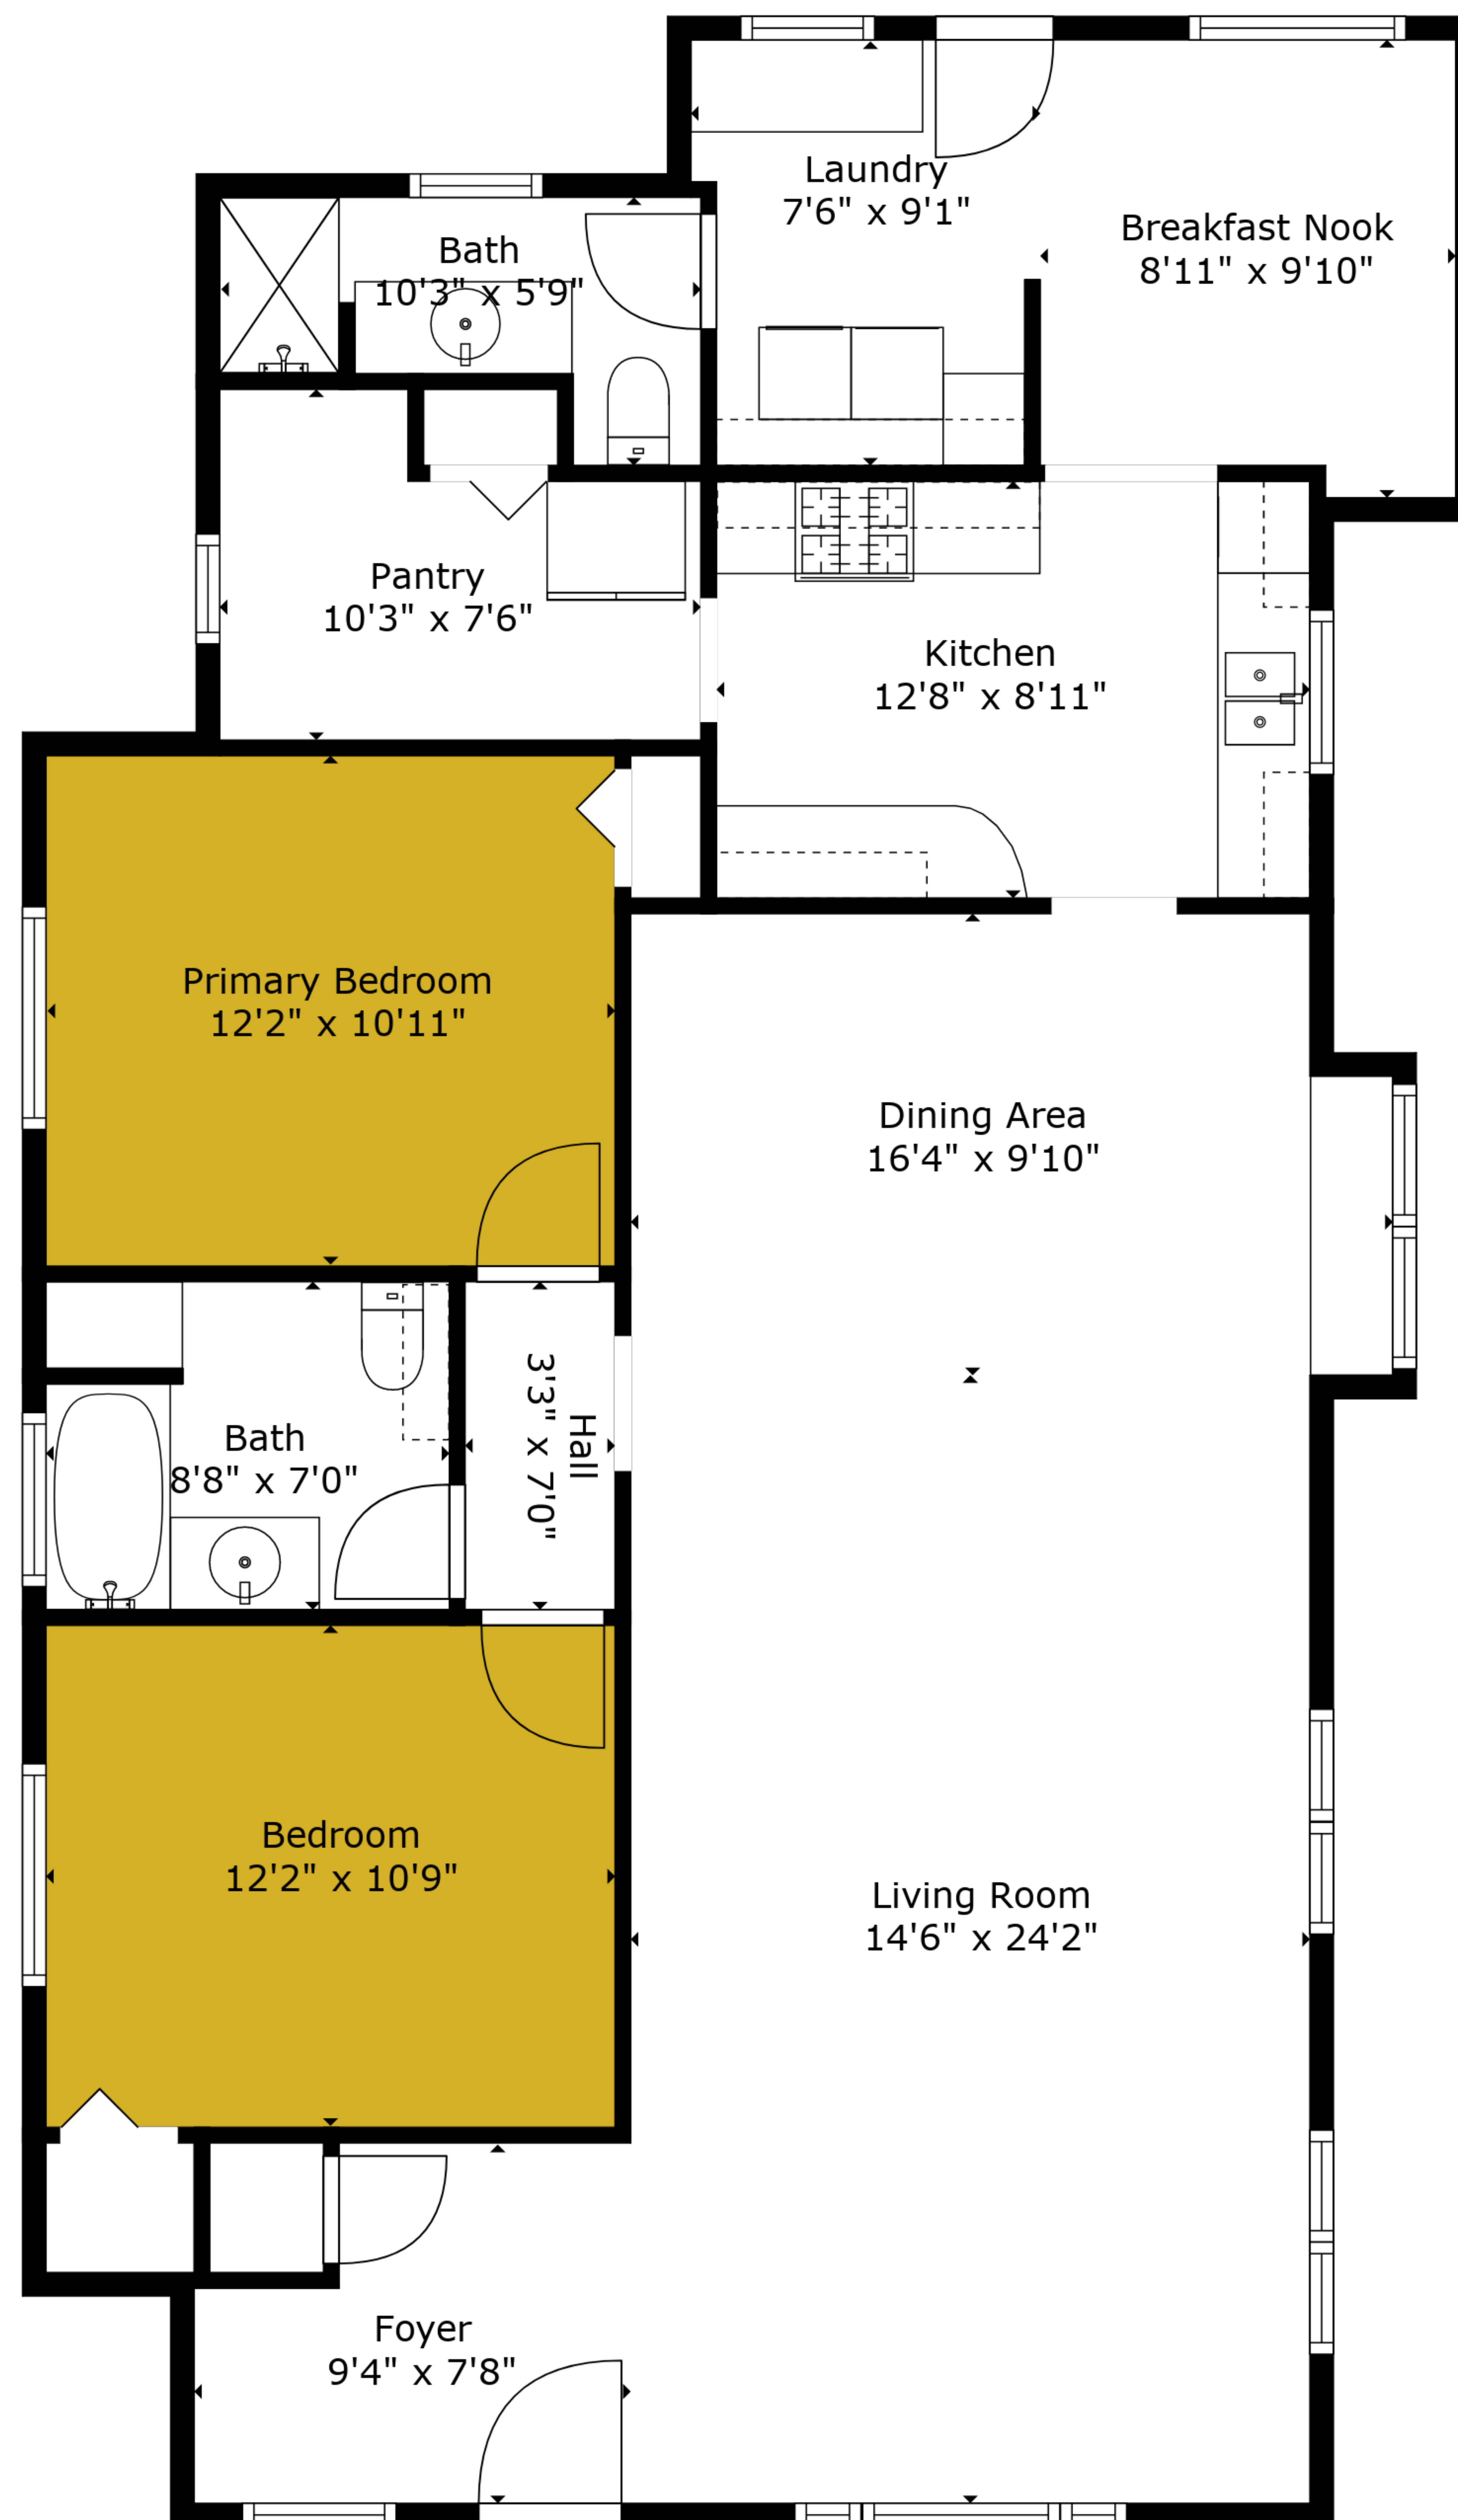 Laundry
7'6" x 9'1"
Breakfast Nook
8'11" x 9'10"
Bath
10'3" x 5'9"
Pantry
10'3" x 7'6"
Kitchen
12'8" x 8'11"
Primary Bedroom
12'2" x 10'11"
Dining Area
16'4" x 9'10"
Bath
8'8" x 7'0"
Hall
3'3" x 7'0"
Bedroom
12'2" x 10'9"
Living Room
14'6" x 24'2"
Foyer
9'4" x 7'8"